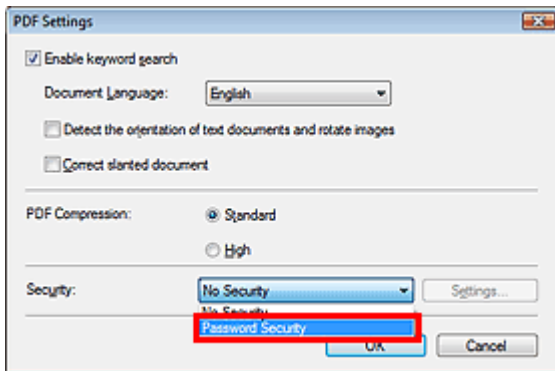 PDF Settings
Enable keyword search
Document Language: English
Detect the orientation of text documents and rotate images
Correct slanted document
PDF Compression: Standard
High
Security: No Security Settings...
No Security
Password Security
OK Cancel